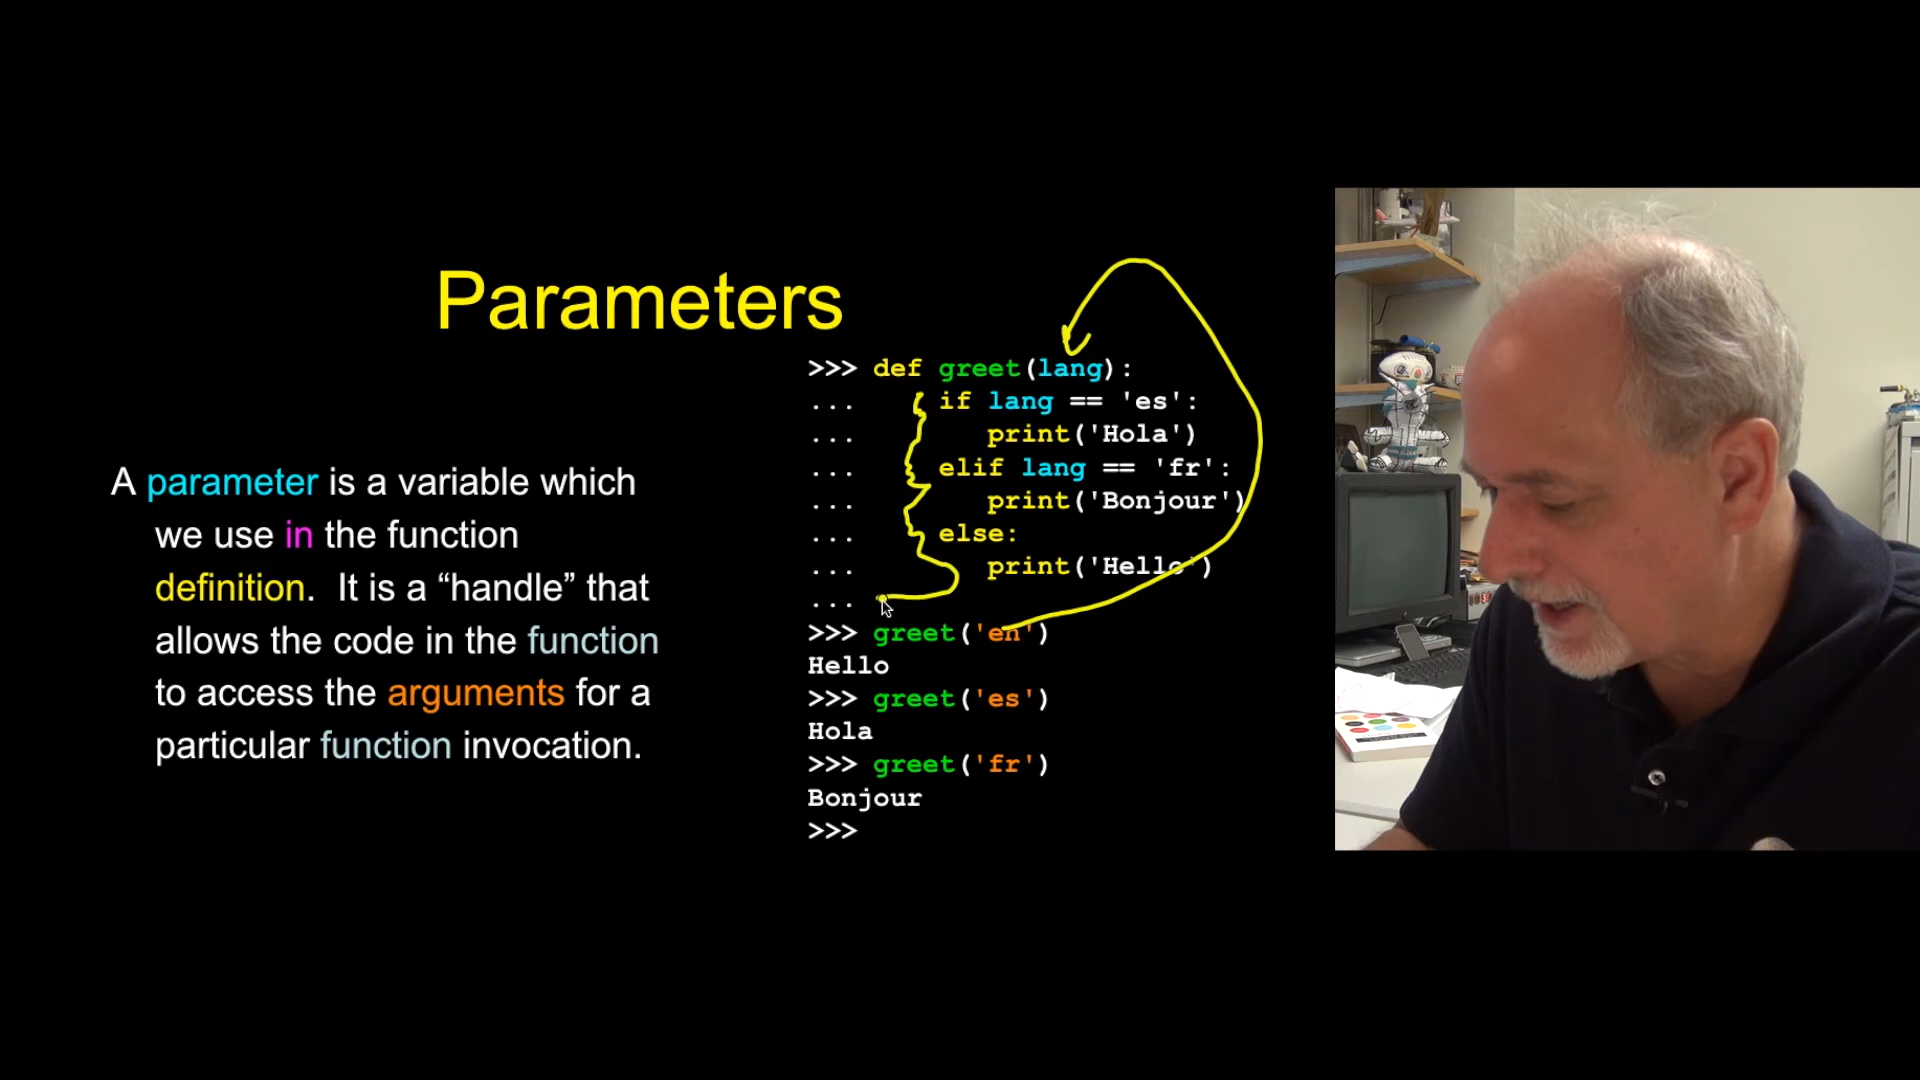 Parameters
A parameter is a variable which
we use in the function
definition. It is a “handle” that
allows the code in the function
to access the arguments for a
particular function invocation.
>>> def greet(lang):
... if lang == 'es':
... print('Hola')
... elif lang == 'fr':
... print('Bonjour')
... else:
... print('Hello')
...
>>> greet('en')
Hello
>>> greet('es')
Hola
>>> greet('fr')
Bonjour
>>>